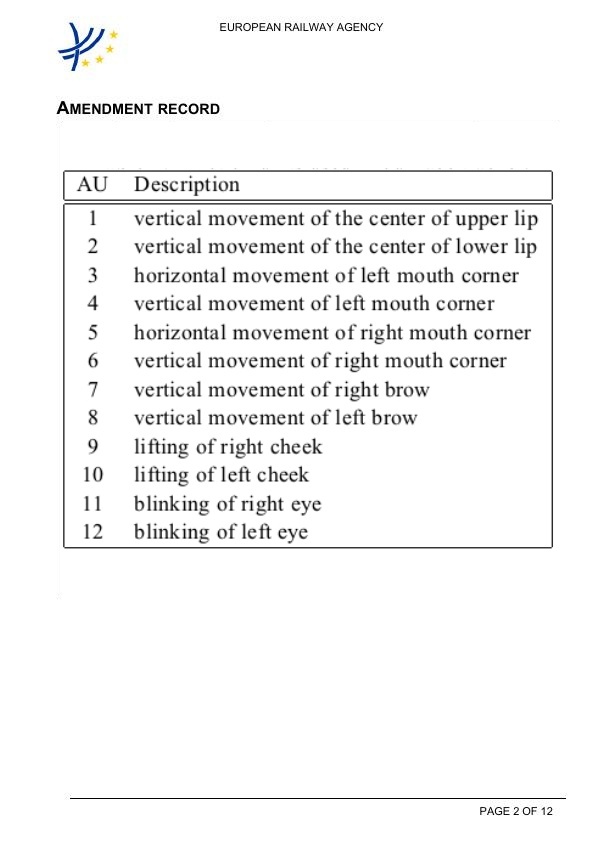 EUROPEAN RAILWAY AGENCY
AMENDMENT RECORD
AU Description
1 vertical movement of the center of upper lip
2 vertical movement of the center of lower lip
3 horizontal movement of left mouth corner
4 vertical movement of left mouth corner
5 horizontal movement of right mouth corner
6 vertical movement of right mouth corner
7 vertical movement of right brow
8 vertical movement of left brow
9 lifting of right cheek
10 lifting of left cheek
11 blinking of right eye
12 blinking of left eye
PAGE 2 OF 12